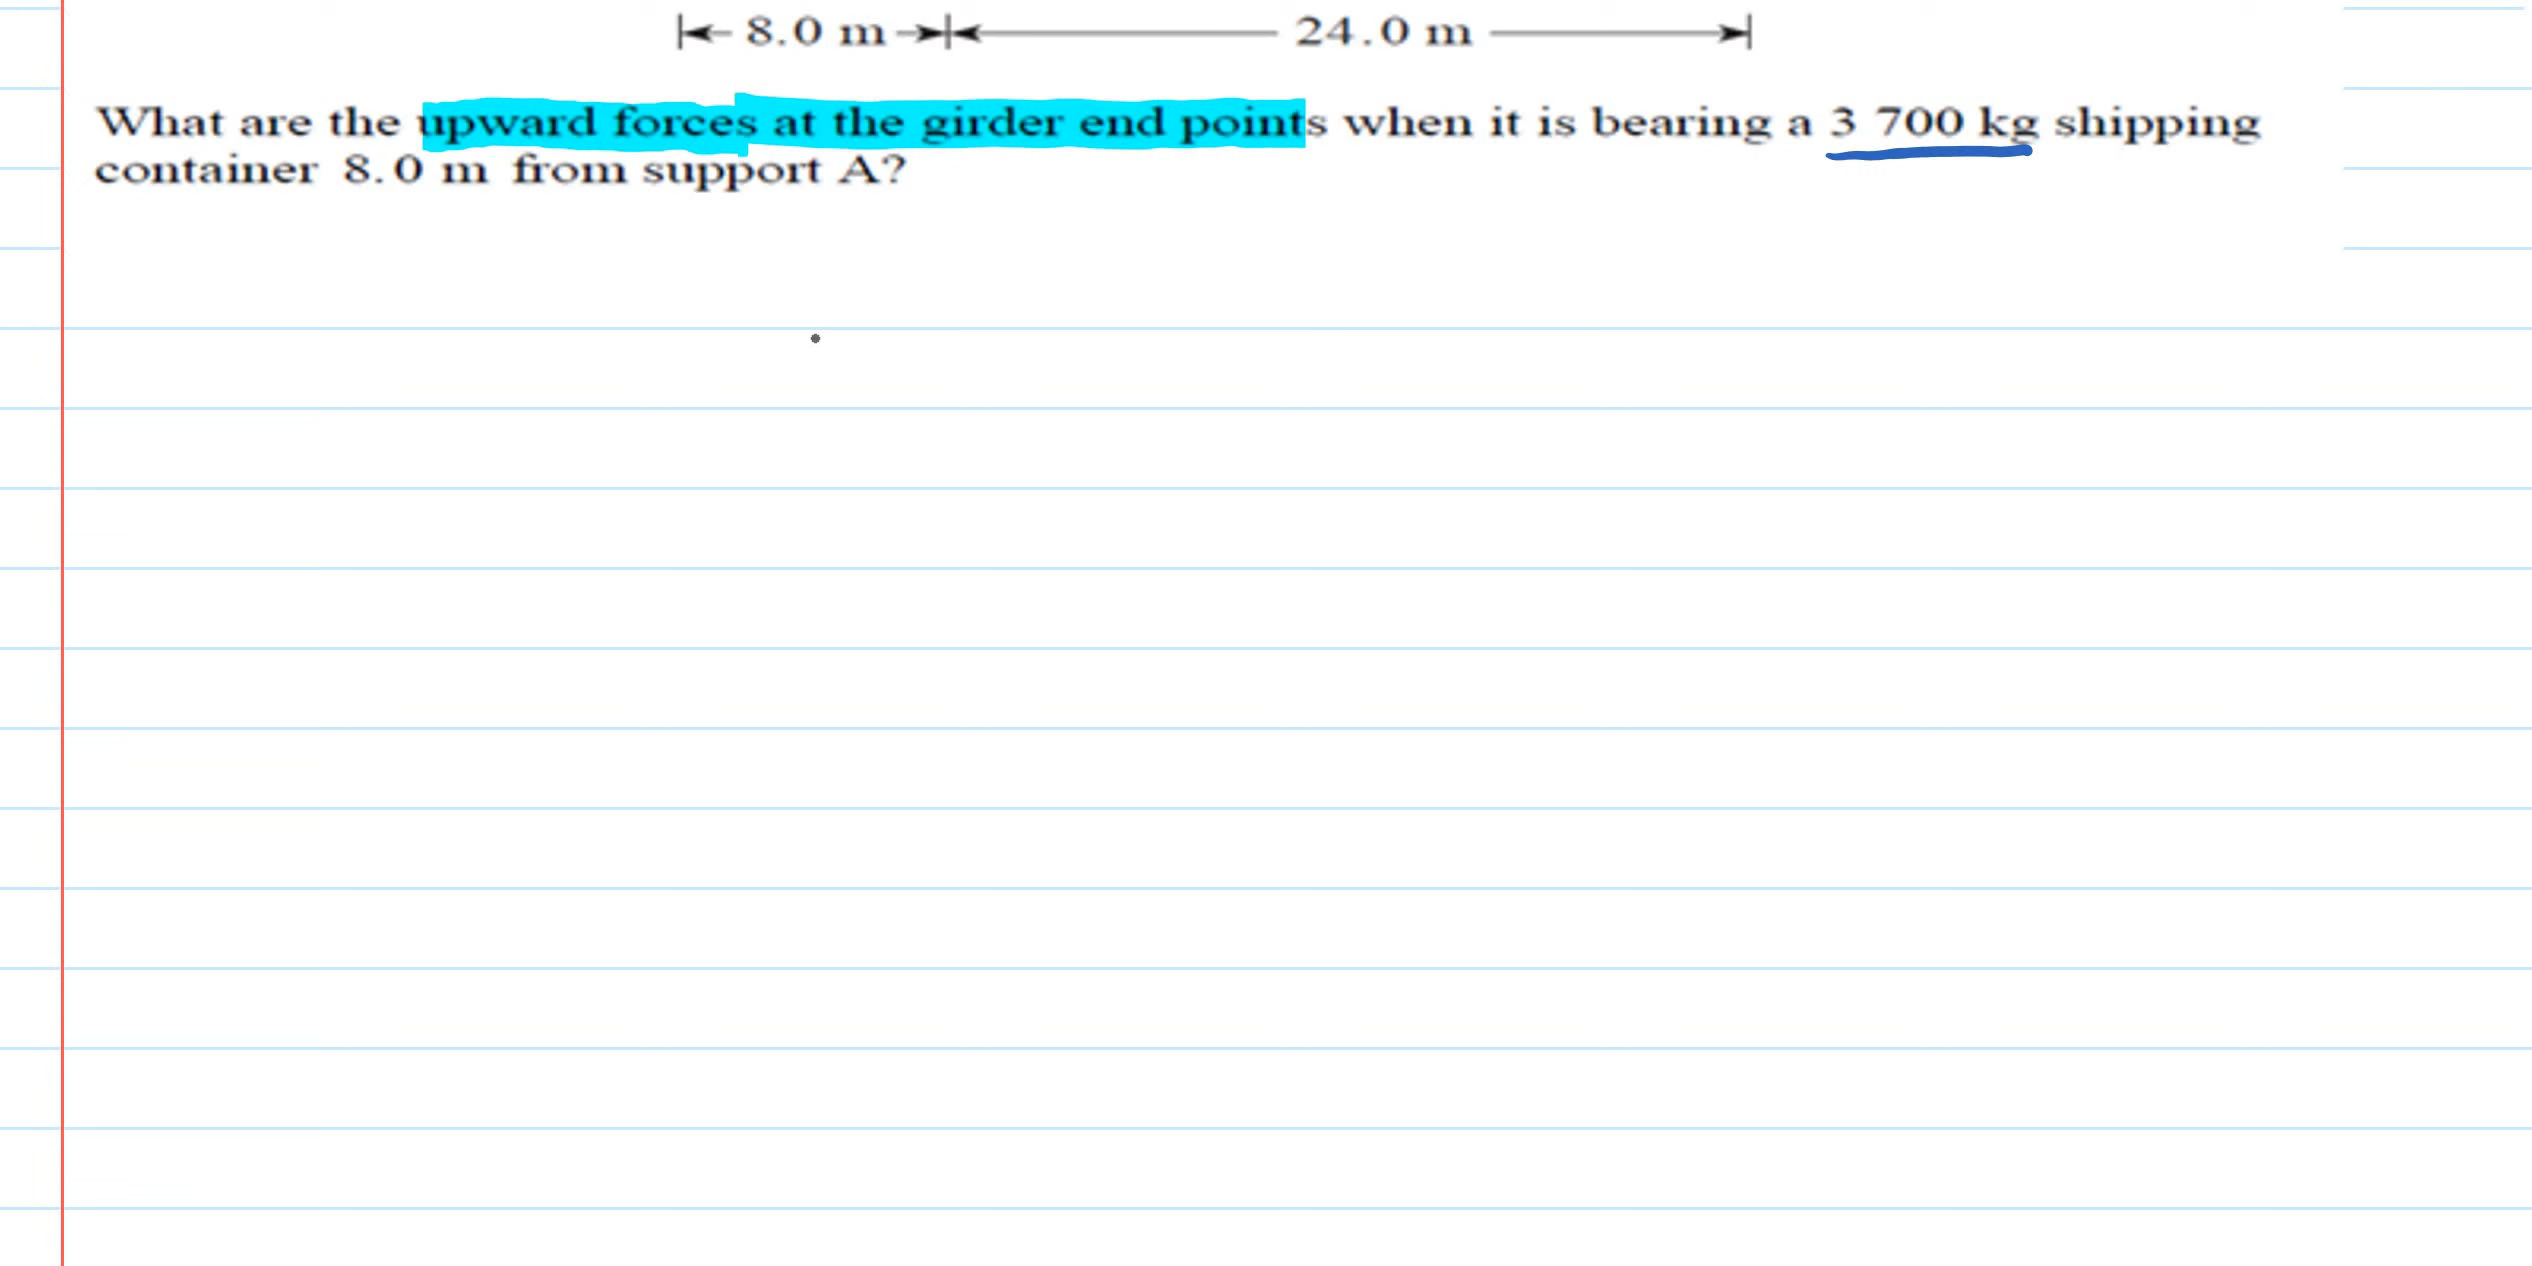 8.0 m 24.0 m
What are the upward forces at the girder end points when it is bearing a 3 700 kg shipping
container 8.0 m from support A?